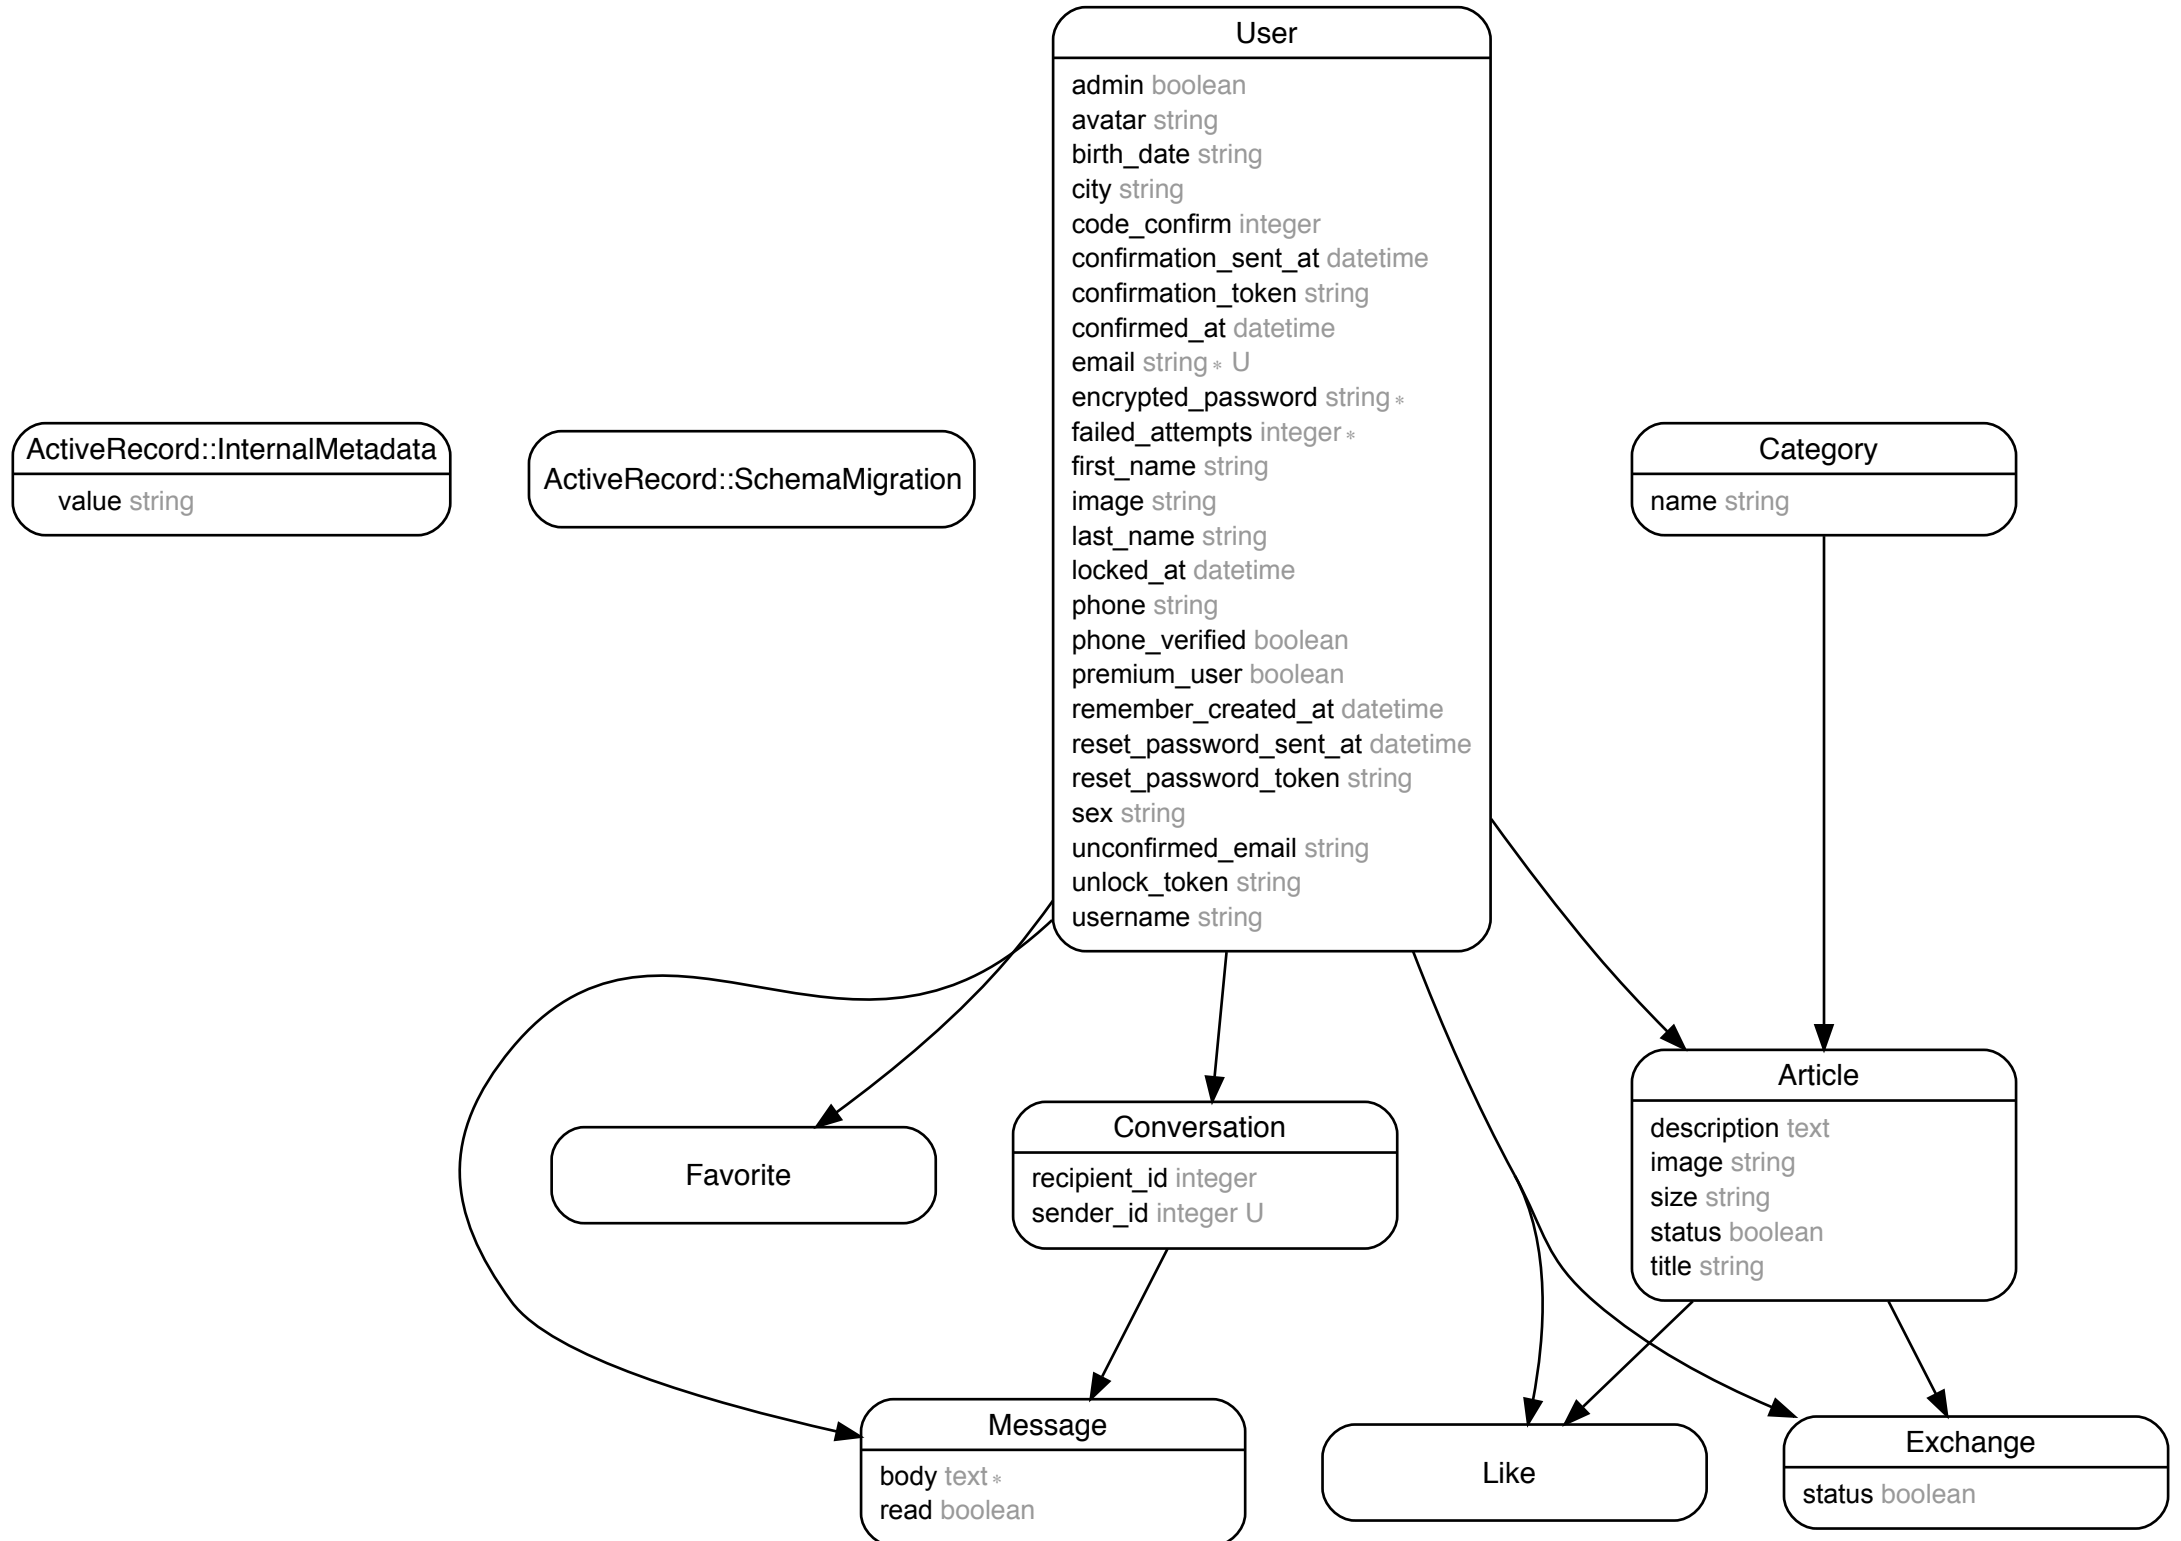 User
admin boolean
avatar string
birth_date string
city string
code_confirm integer
confirmation_sent_at datetime
confirmation_token string
confirmed_at datetime
email string∗ U
encrypted_password string∗
failed_attempts integer∗
first_name string
image string
last_name string
locked_at datetime
phone string
phone_verified boolean
premium_user boolean
remember_created_at datetime
reset_password_sent_at datetime
reset_password_token string
sex string
unconfirmed_email string
unlock_token string
username string
ActiveRecord::InternalMetadata
value string
ActiveRecord::SchemaMigration
Category
name string
Favorite
Conversation
recipient_id integer
sender_id integer U
Article
description text
image string
size string
status boolean
title string
Message
body text∗
read boolean
Like
Exchange
status boolean